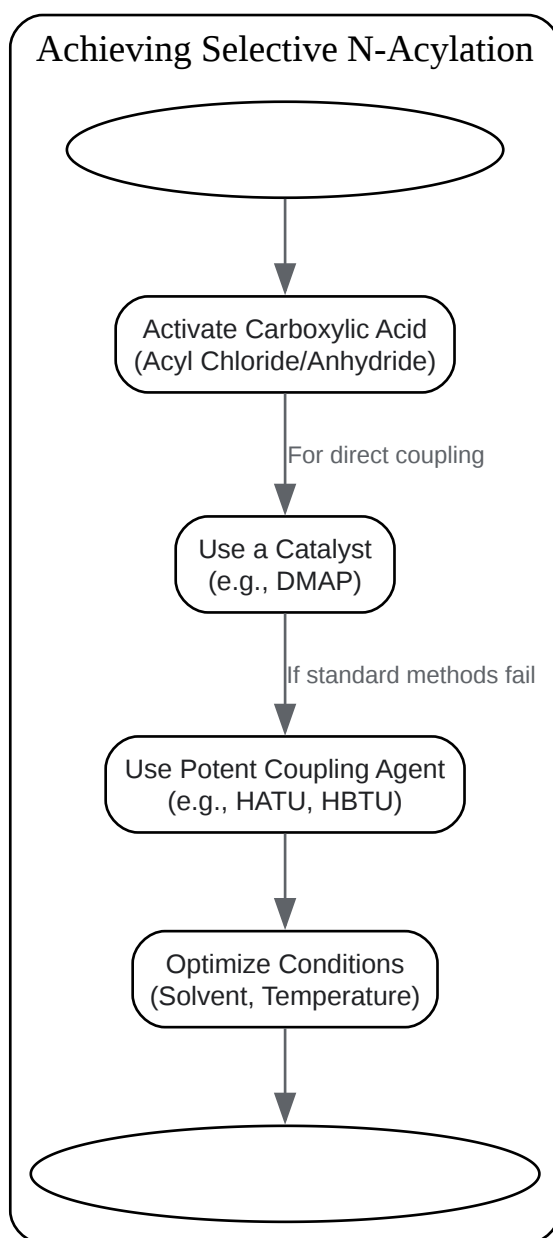 Achieving Selective N-Acylation
Activate Carboxylic Acid
(Acyl Chloride/Anhydride)
For direct coupling
Use a Catalyst
(e.g., DMAP)
If standard methods fail
Use Potent Coupling Agent
(e.g., HATU, HBTU)
Optimize Conditions
(Solvent, Temperature)